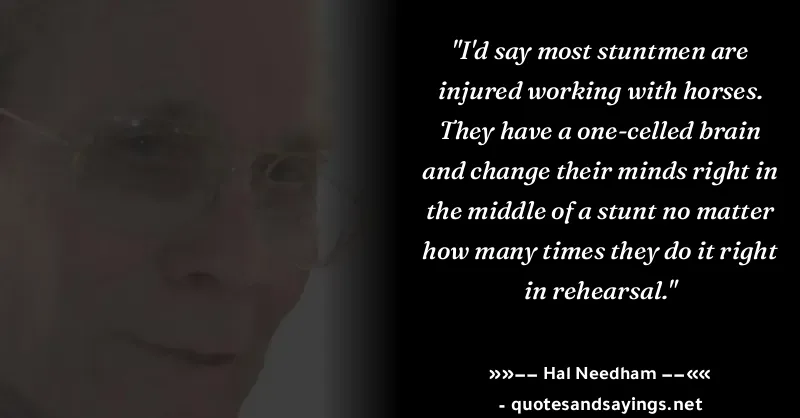 "I'd say most stuntmen are
injured working with horses.
They have a one-celled brain
and change their minds right in
the middle of a stunt no matter
how many times they do it right
in rehearsal."
»»−− Hal Needham −−««
- quotesandsayings.net